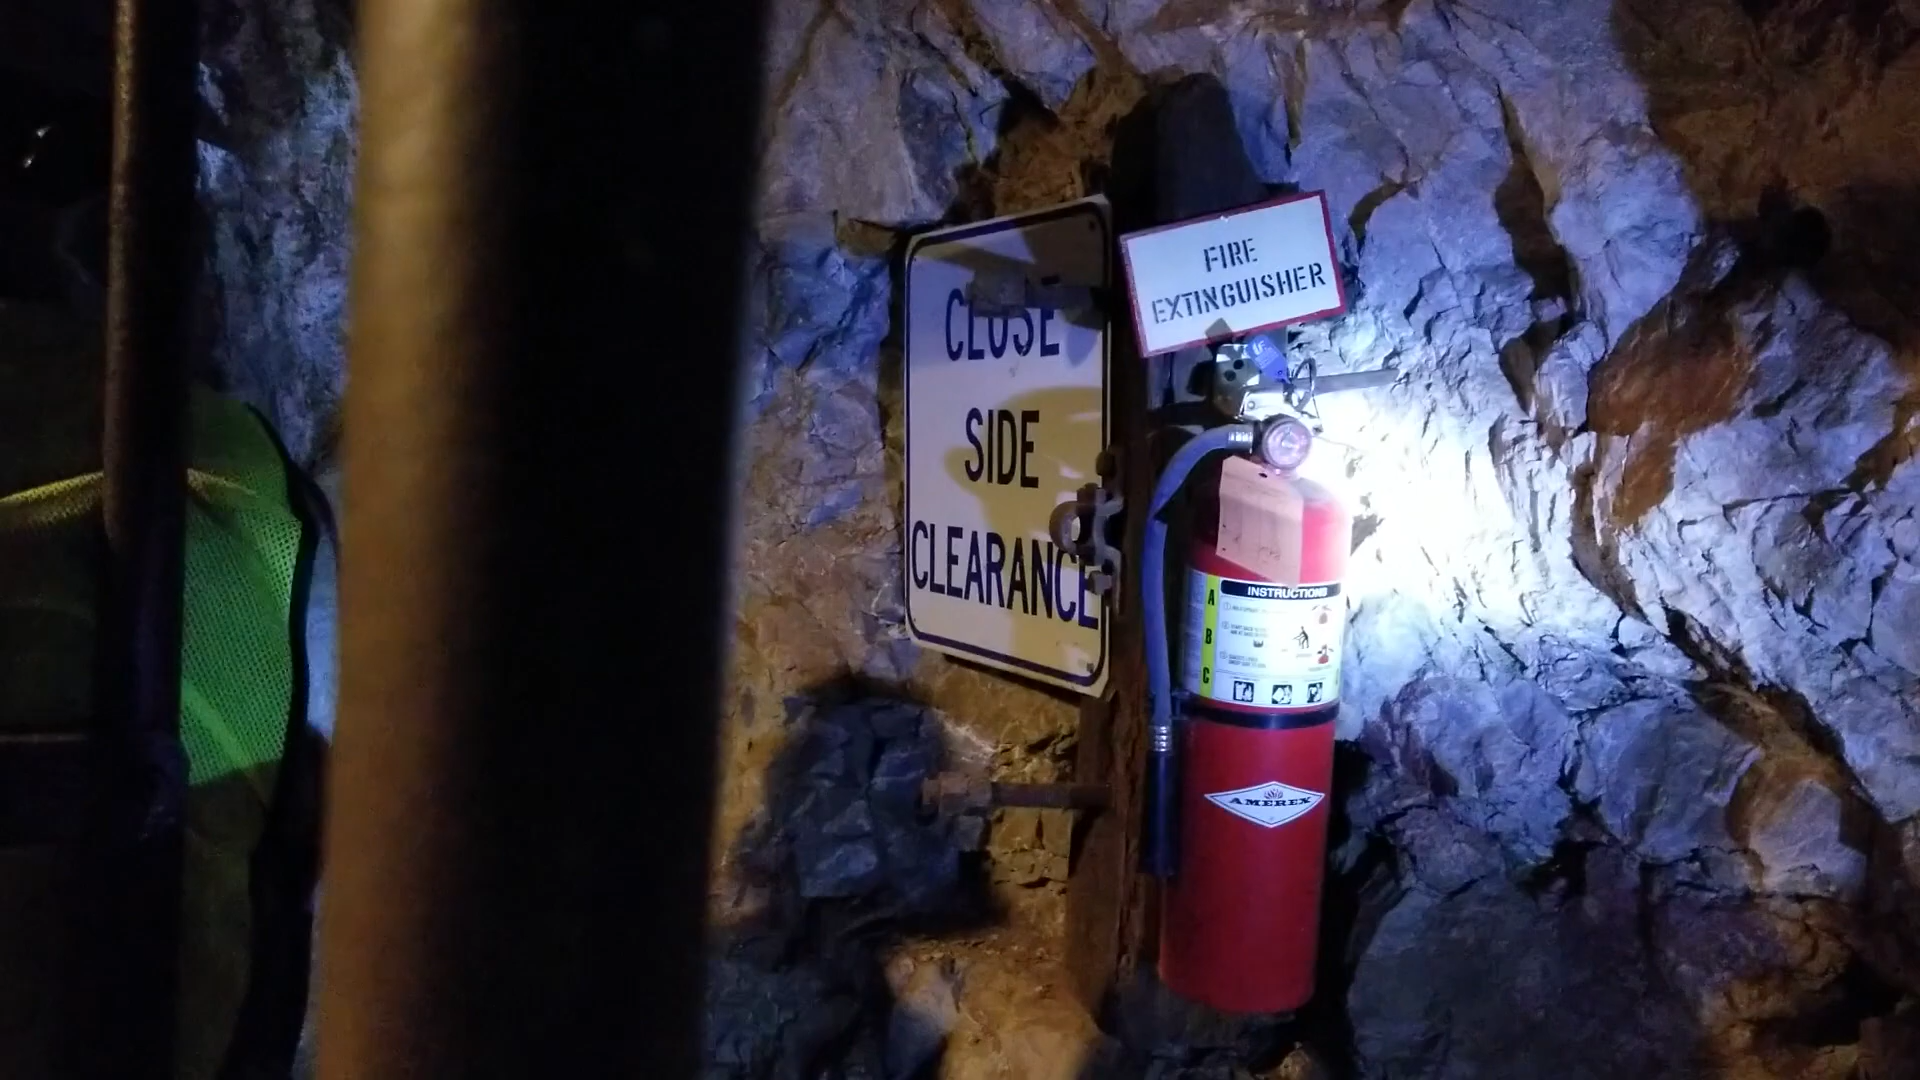 CLOSE
SIDE
CLEARANCE
FIRE
EXTINGUISHER
INSTRUCTIONS
A
B
C
AMEREX